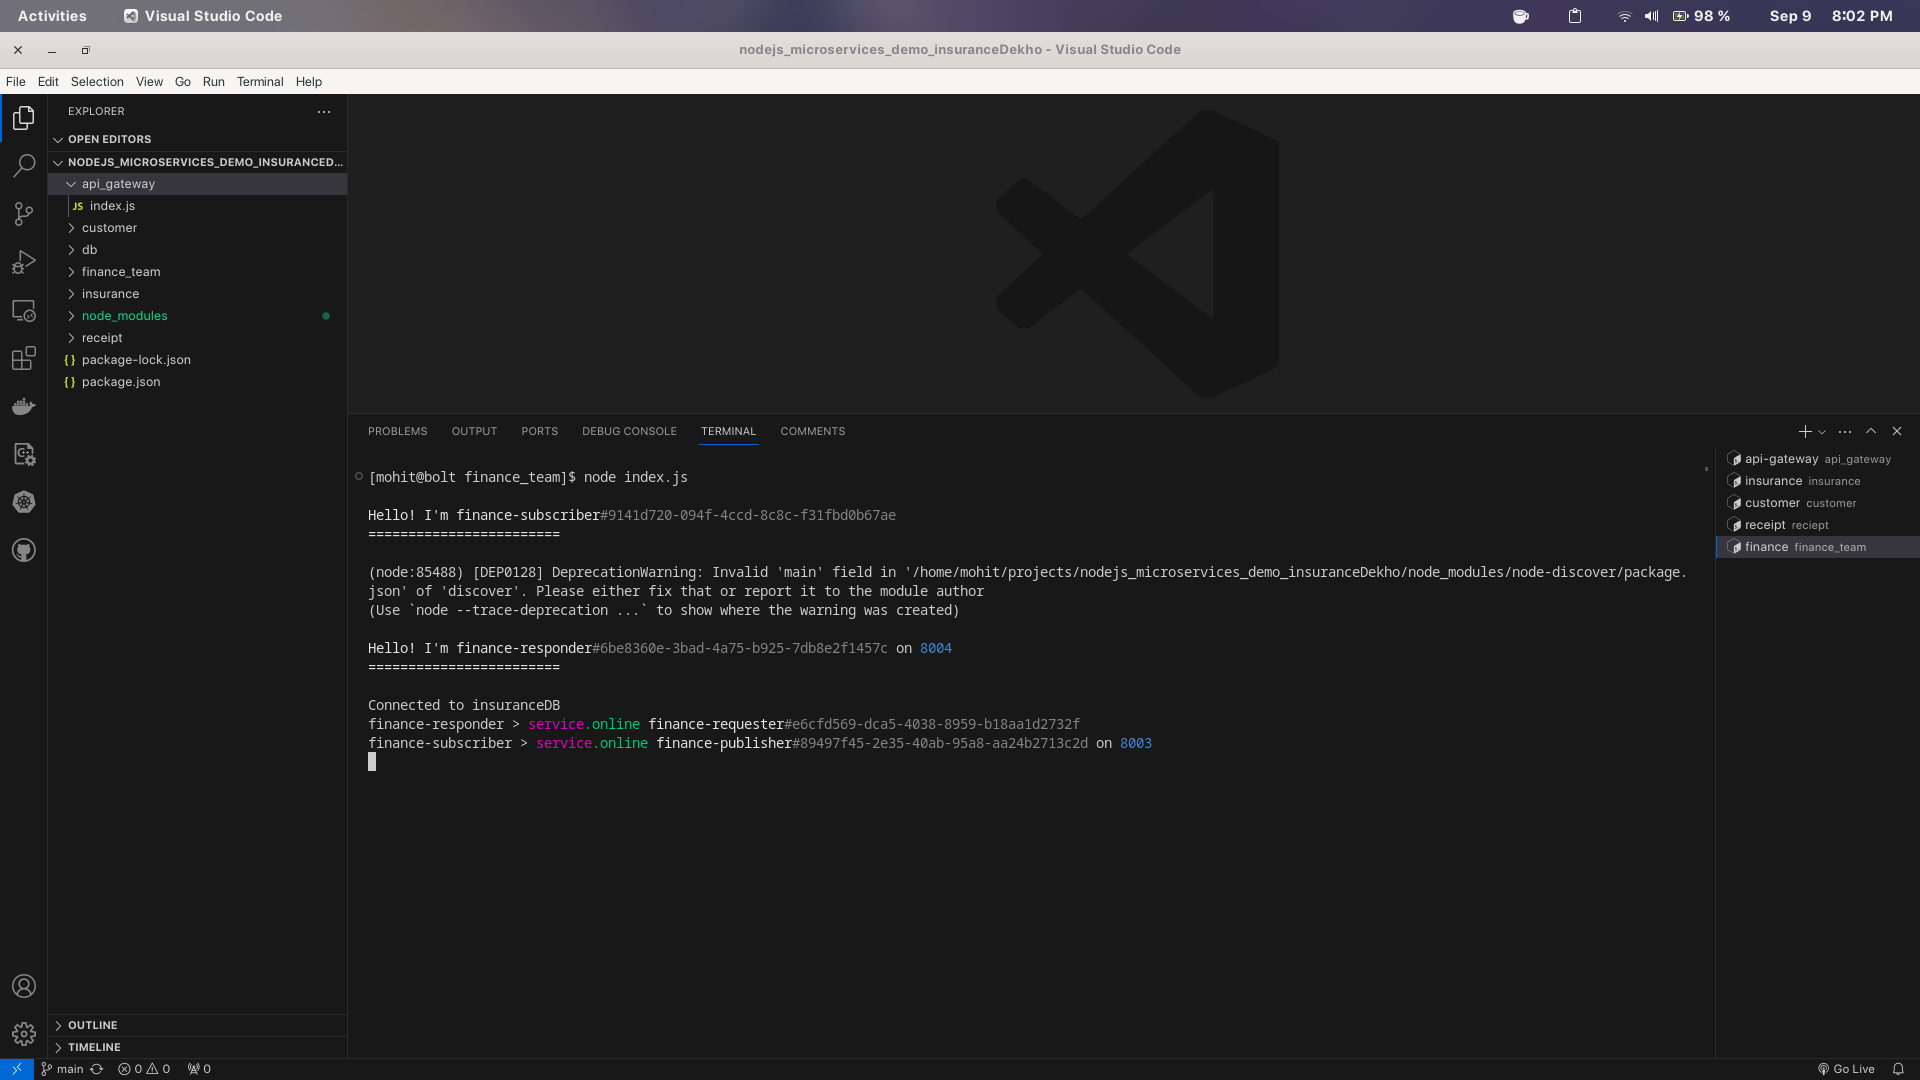 Activities
Visual Studio Code
98 %
Sep 9 8:02 PM
nodejs_microservices_demo_insuranceDekho - Visual Studio Code
File Edit Selection View Go Run Terminal Help
EXPLORER
OPEN EDITORS
NODEJS_MICROSERVICES_DEMO_INSURANCED...
api_gateway
JS index.js
customer
db
finance_team
insurance
node_modules
receipt
{} package-lock.json
{} package.json
OUTLINE
TIMELINE
PROBLEMS OUTPUT PORTS DEBUG CONSOLE TERMINAL COMMENTS
[mohit@bolt finance_team]$ node index.js
Hello! I'm finance-subscriber#9141d720-094f-4ccd-8c8c-f31fbd0b67ae
========================
(node:85488) [DEP0128] DeprecationWarning: Invalid 'main' field in '/home/mohit/projects/nodejs_microservices_demo_insuranceDekho/node_modules/node-discover/package.
json' of 'discover'. Please either fix that or report it to the module author
(Use `node --trace-deprecation ...` to show where the warning was created)
Hello! I'm finance-responder#6be8360e-3bad-4a75-b925-7db8e2f1457c on 8004
========================
Connected to insuranceDB
finance-responder > service.online finance-requester#e6cfd569-dca5-4038-8959-b18aa1d2732f
finance-subscriber > service.online finance-publisher#89497f45-2e35-40ab-95a8-aa24b2713c2d on 8003
api-gateway api_gateway
insurance insurance
customer customer
receipt reciept
finance finance_team
main 0 0 0
Go Live